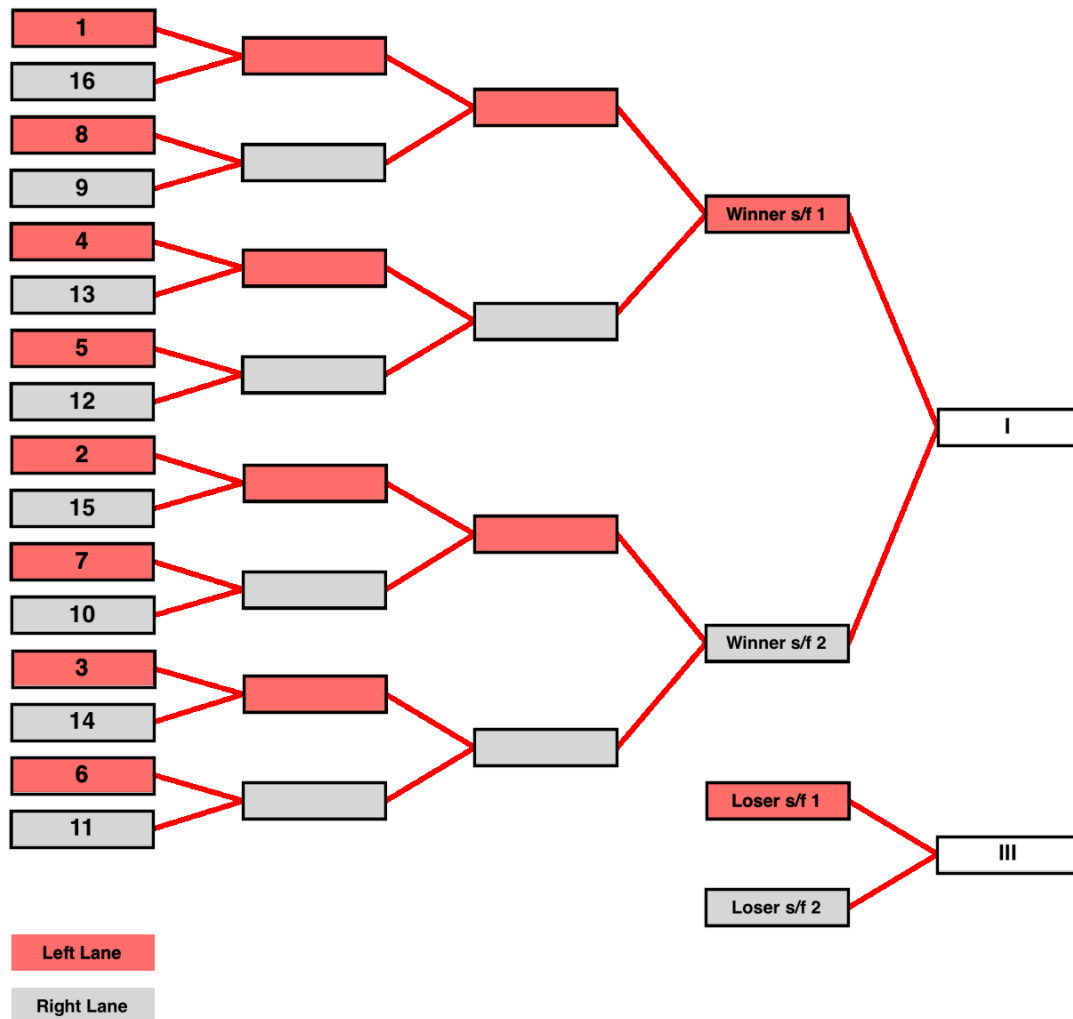 1
16
8
9
4
13
5
12
2
15
7
10
3
14
6
11
Winner s/f 1
Winner s/f 2
I
Loser s/f 1
Loser s/f 2
III
Left Lane
Right Lane